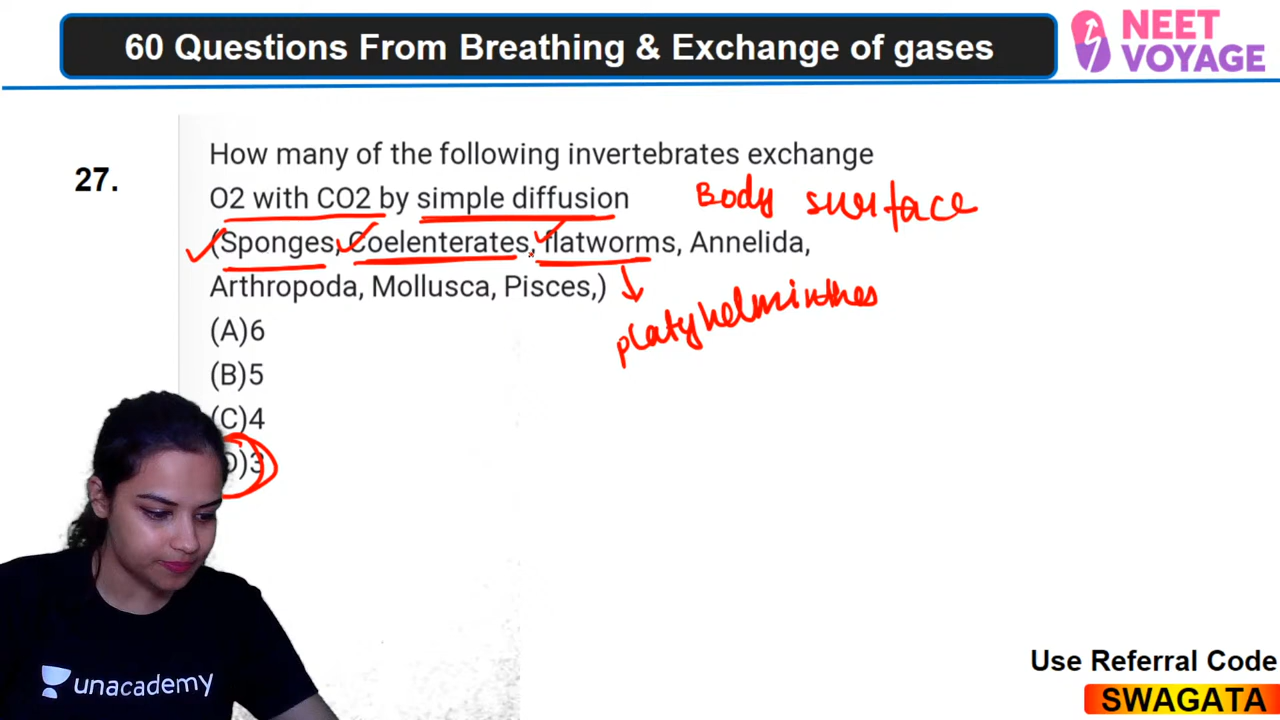 60 Questions From Breathing & Exchange of gases
NEET
VOYAGE
27.
How many of the following invertebrates exchange
O2 with CO2 by simple diffusion
Body surface
(Sponges, Coelenterates, flatworms, Annelida,
Arthropoda, Mollusca, Pisces,)
platyhelminthes
(A)6
(B)5
(C)4
D)3
unacademy
Use Referral Code
SWAGATA